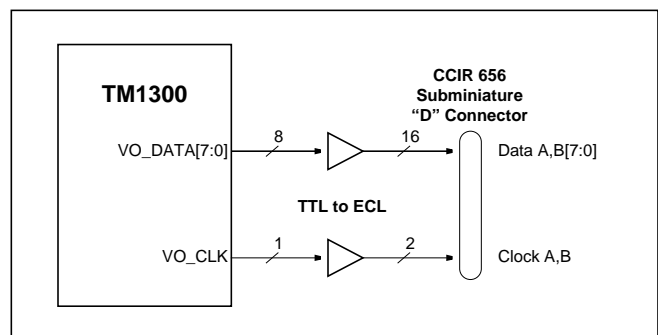 TM1300
CCIR 656
Subminiature
“D” Connector
VO_DATA[7:0]
8
16
Data A,B[7:0]
TTL to ECL
VO_CLK
1
2
Clock A,B